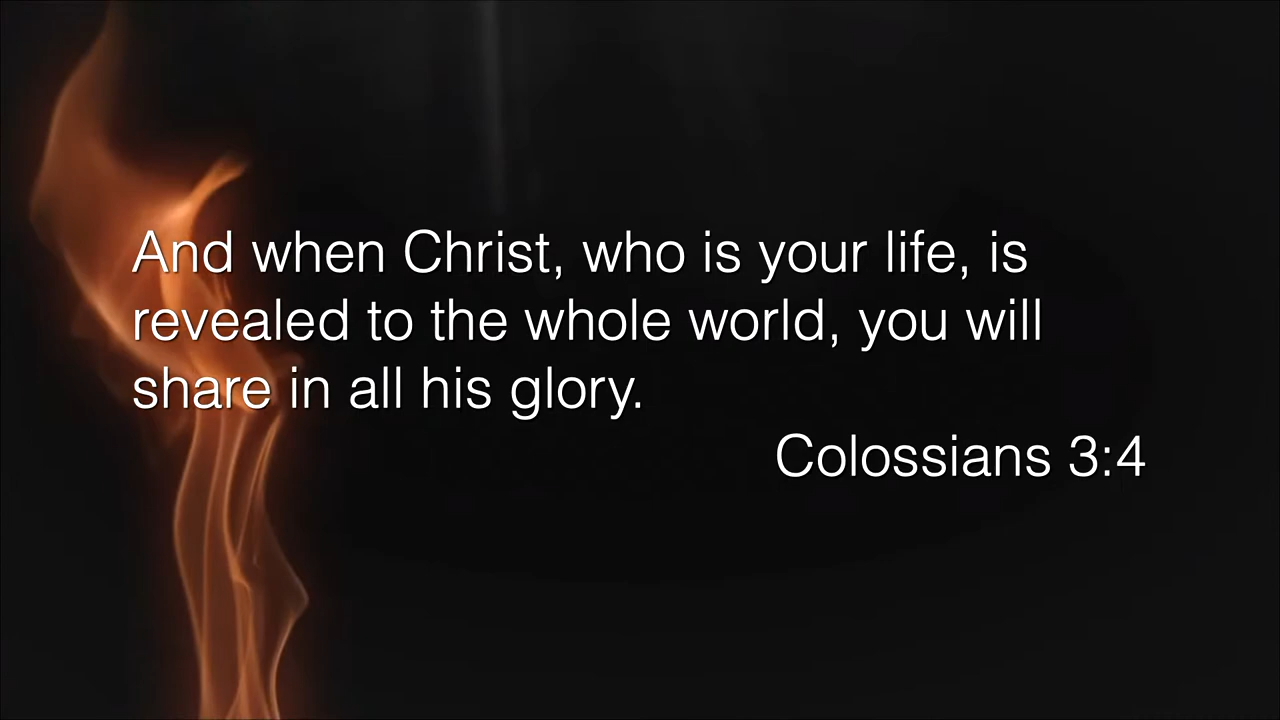 And when Christ, who is your life, is
revealed to the whole world, you will
share in all his glory.
Colossians 3:4